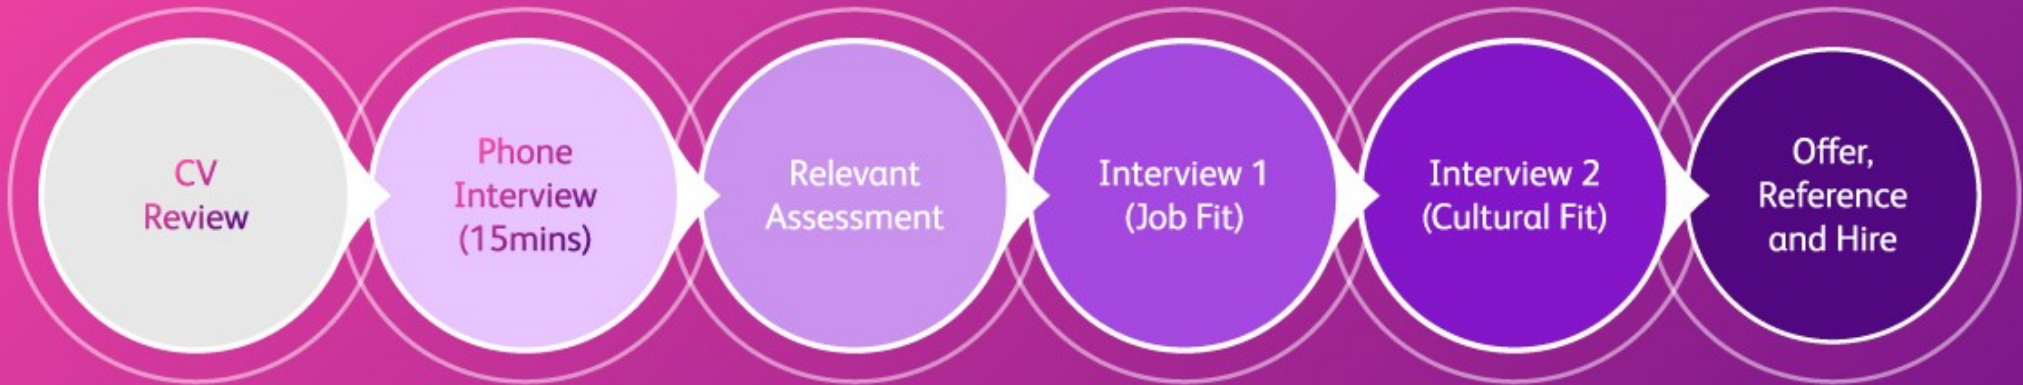 CV
Review
Phone
Interview
(15mins)
Relevant
Assessment
Interview 1
(Job Fit)
Interview 2
(Cultural Fit)
Offer,
Reference
and Hire